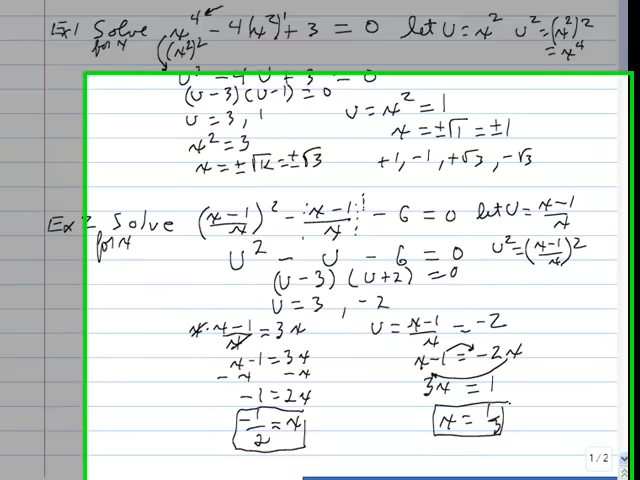 Ex1 Solve for x x⁴ - 4(x²)¹ + 3 = 0 let U = x² U² = (x²)² = x⁴
((x²)²
U² - 4U + 3 = 0
(U-3)(U-1) = 0
U = 3, 1
U = x² = 1
x² = 3
x = ±√1 = ±1
x = ±√x = ±√3
+1, -1, +√3, -√3
Ex2 Solve for x (x-1/x)² - x-1/x - 6 = 0 let U = x-1/x
U² = (x-1/x)²
U² - U - 6 = 0
(U-3)(U+2) = 0
U = 3, -2
x · x-1/x = 3x
U = x-1/x = -2
x-1 = 3x
x-1 = -2x
-x -x
3x = 1
-1 = 2x
x = 1/3
-1/2 = x
1/2